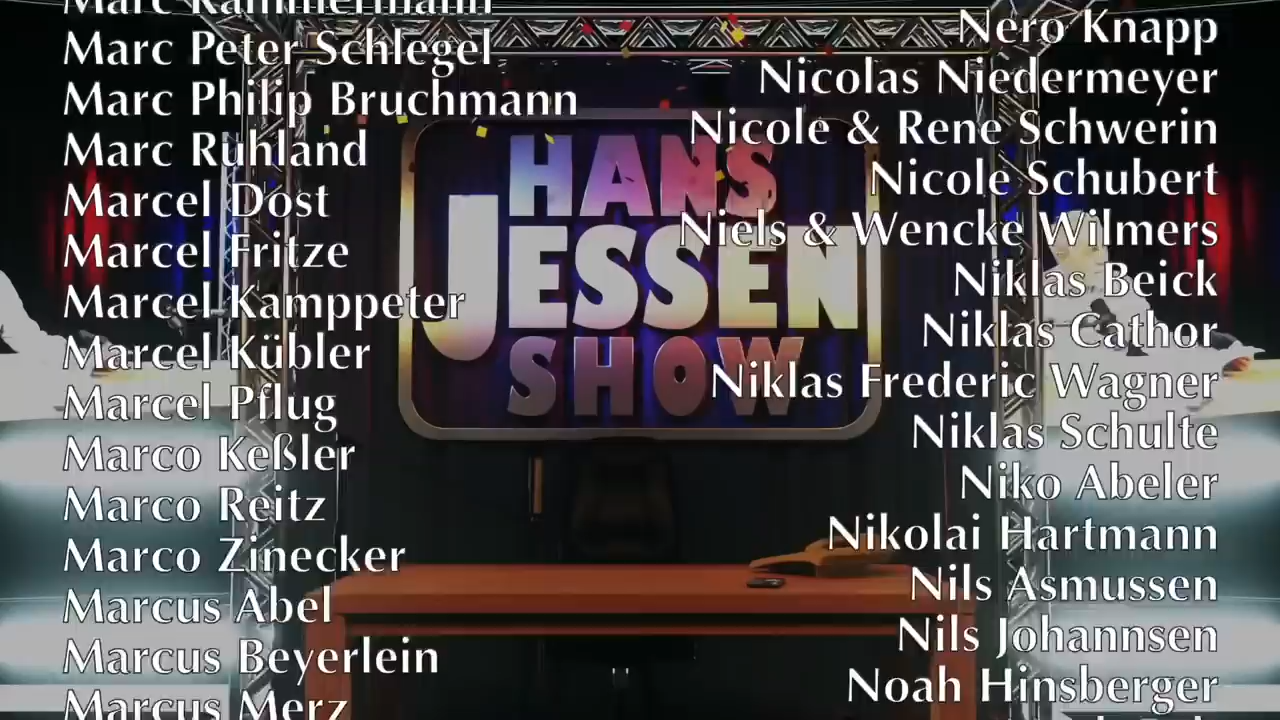 Marc Kammermann
Marc Peter Schlegel
Marc Philip Bruchmann
Marc Ruhland
Marcel Dost
Marcel Fritze
Marcel Kamppeter
Marcel Kübler
Marcel Pflug
Marco Keßler
Marco Reitz
Marco Zinecker
Marcus Abel
Marcus Beyerlein
Marcus Merz
HANS
JESSEN
SHOW
Nero Knapp
Nicolas Niedermeyer
Nicole & Rene Schwerin
Nicole Schubert
Niels & Wencke Wilmers
Niklas Beick
Niklas Cathor
Niklas Frederic Wagner
Niklas Schulte
Niko Abeler
Nikolai Hartmann
Nils Asmussen
Nils Johannsen
Noah Hinsberger